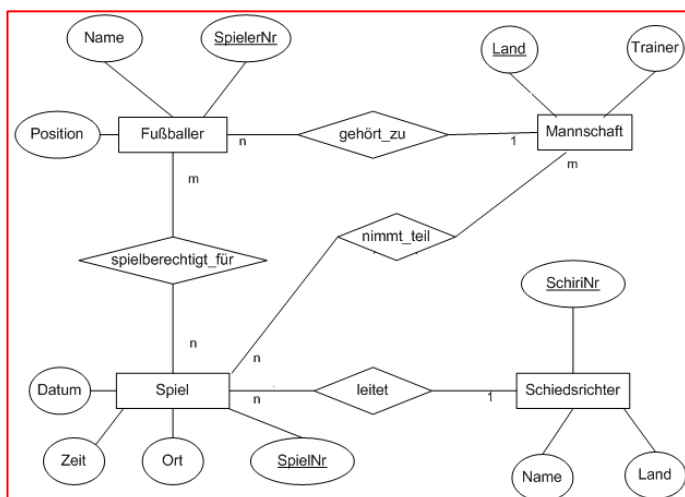 Name
SpielerNr
Land
Trainer
Position
Fußballer
n
gehört_zu
1
Mannschaft
m
m
nimmt_teil
spielberechtigt_für
SchiriNr
n
n
Datum
Spiel
n
leitet
1
Schiedsrichter
Zeit
Ort
SpielNr
Name
Land